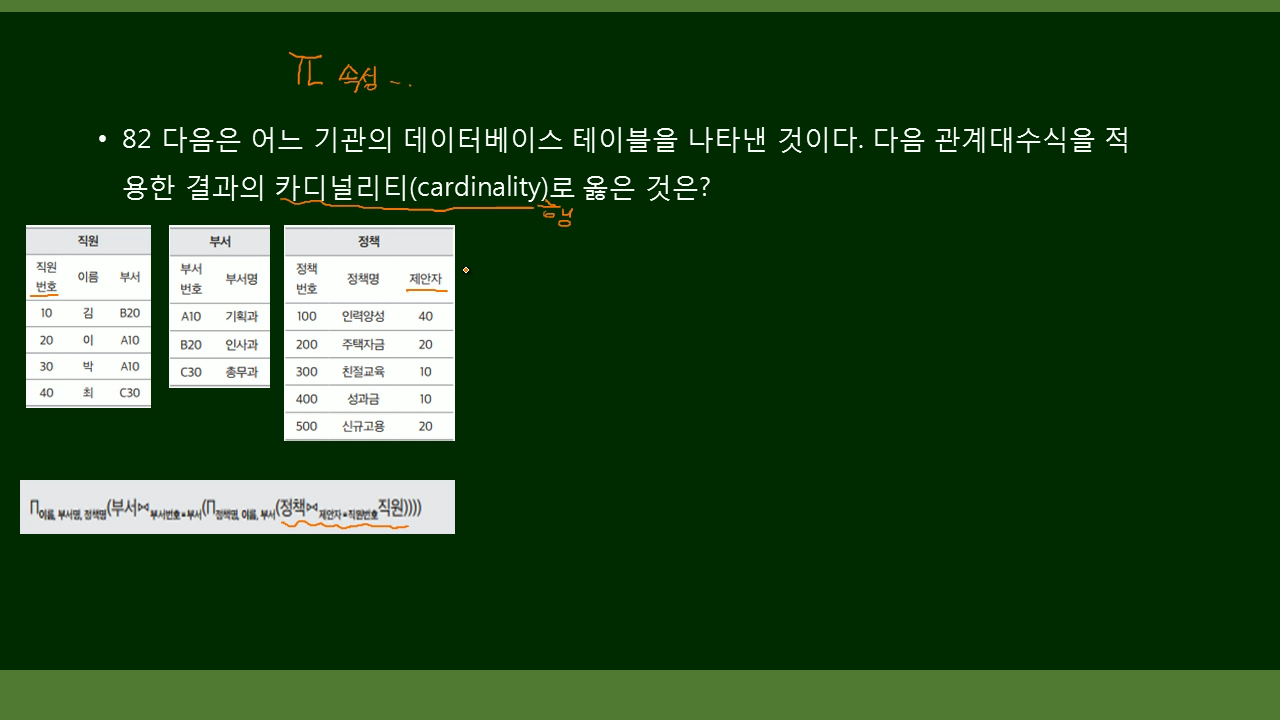 π 속성 - .
• 82 다음은 어느 기관의 데이터베이스 테이블을 나타낸 것이다. 다음 관계대수식을 적
용한 결과의 카디널리티(cardinality)로 옳은 것은?
행
직원
직원번호 이름 부서
10 김 B20
20 이 A10
30 박 A10
40 최 C30
부서
부서번호 부서명
A10 기획과
B20 인사과
C30 총무과
정책
정책번호 정책명 제안자
100 인력양성 40
200 주택자금 20
300 친절교육 10
400 성과금 10
500 신규고용 20
∏이름, 부서명, 정책명(부서⋈부서번호=부서(∏정책명, 이름, 부서(정책⋈제안자=직원번호직원))))